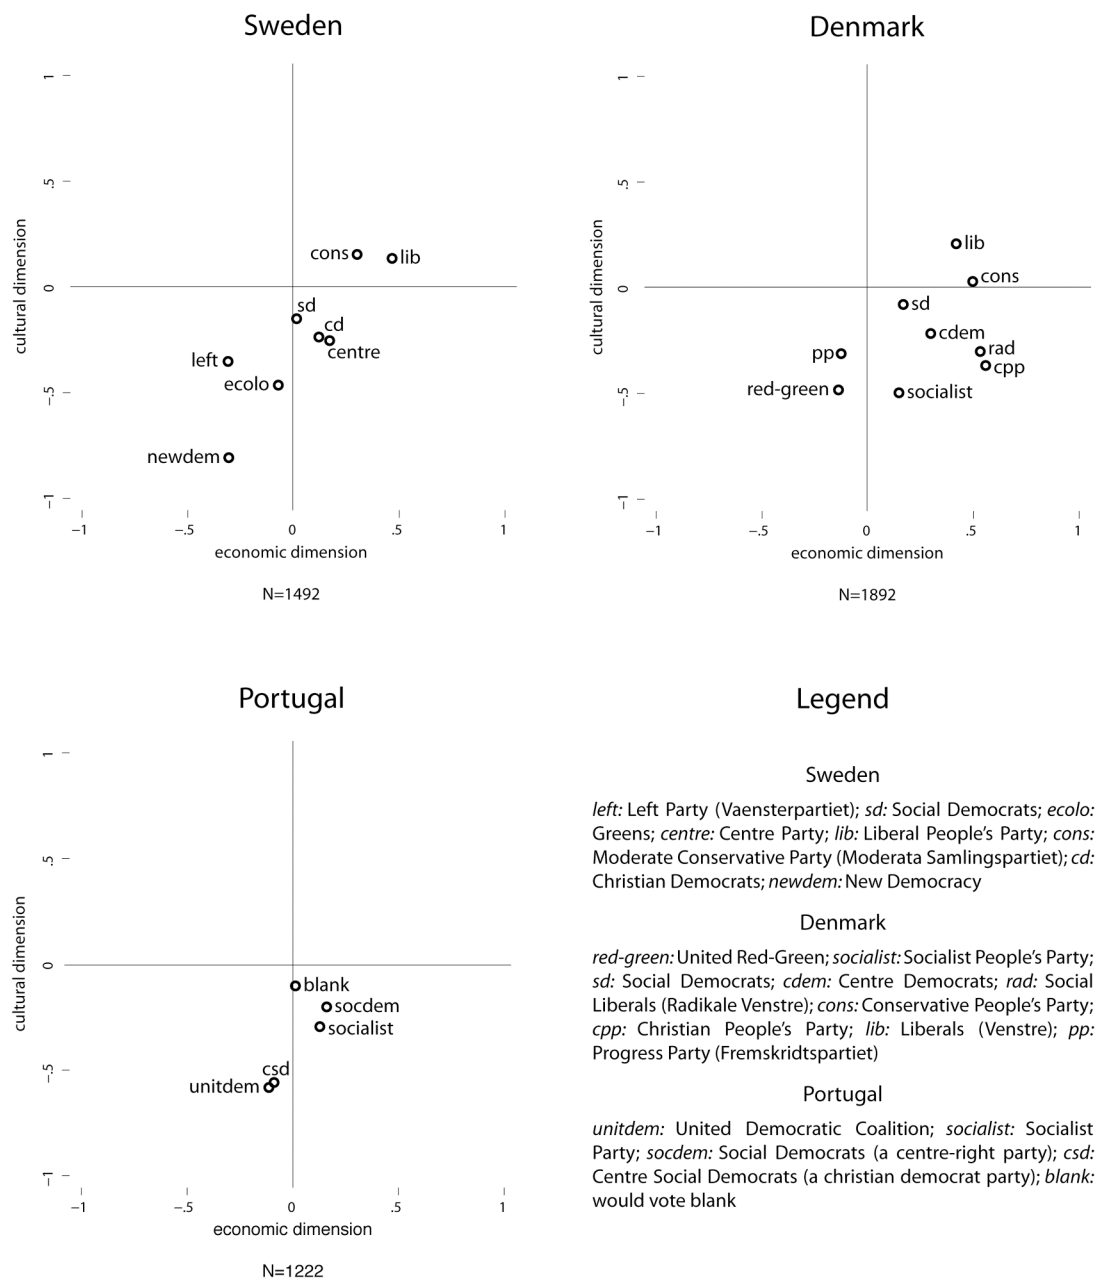 Sweden
Denmark
1
.5
0
−.5
−1
cultural dimension
cons
lib
sd
cd
centre
left
ecolo
newdem
−1
−.5
0
.5
1
economic dimension
N=1492
1
.5
0
−.5
−1
cultural dimension
lib
cons
sd
cdem
rad
cpp
pp
red-green
socialist
−1
−.5
0
.5
1
economic dimension
N=1892
Portugal
1
.5
0
−.5
−1
cultural dimension
blank
socdem
socialist
csd
unitdem
−1
−.5
0
.5
1
economic dimension
N=1222
Legend
Sweden
left: Left Party (Vaensterpartiet); sd: Social Democrats; ecolo:
Greens; centre: Centre Party; lib: Liberal People's Party; cons:
Moderate Conservative Party (Moderata Samlingspartiet); cd:
Christian Democrats; newdem: New Democracy
Denmark
red-green: United Red-Green; socialist: Socialist People's Party;
sd: Social Democrats; cdem: Centre Democrats; rad: Social
Liberals (Radikale Venstre); cons: Conservative People's Party;
cpp: Christian People's Party; lib: Liberals (Venstre); pp:
Progress Party (Fremskridtspartiet)
Portugal
unitdem: United Democratic Coalition; socialist: Socialist
Party; socdem: Social Democrats (a centre-right party); csd:
Centre Social Democrats (a christian democrat party); blank:
would vote blank